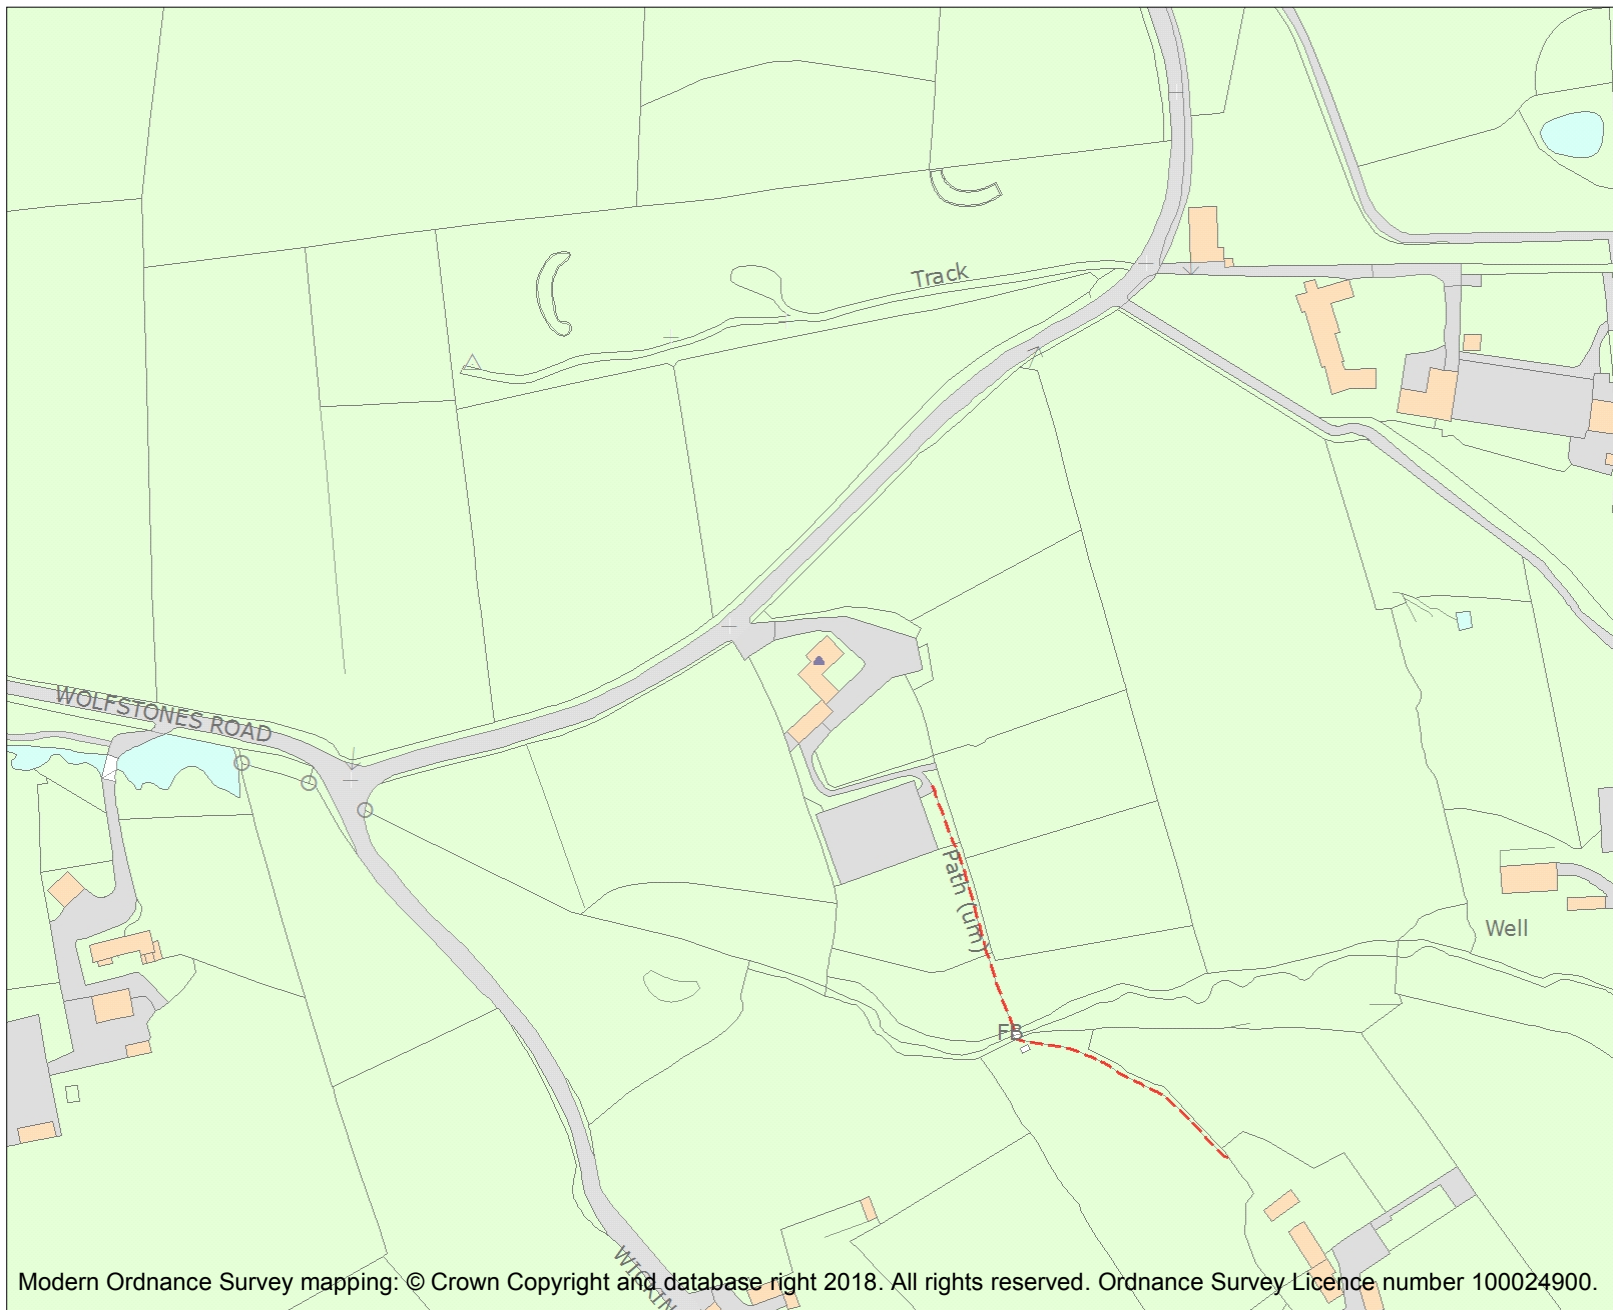 Track
WOLFSTONES ROAD
Path (um)
Well
FB
Modern Ordnance Survey mapping: © Crown Copyright and database right 2018. All rights reserved. Ordnance Survey Licence number 100024900.